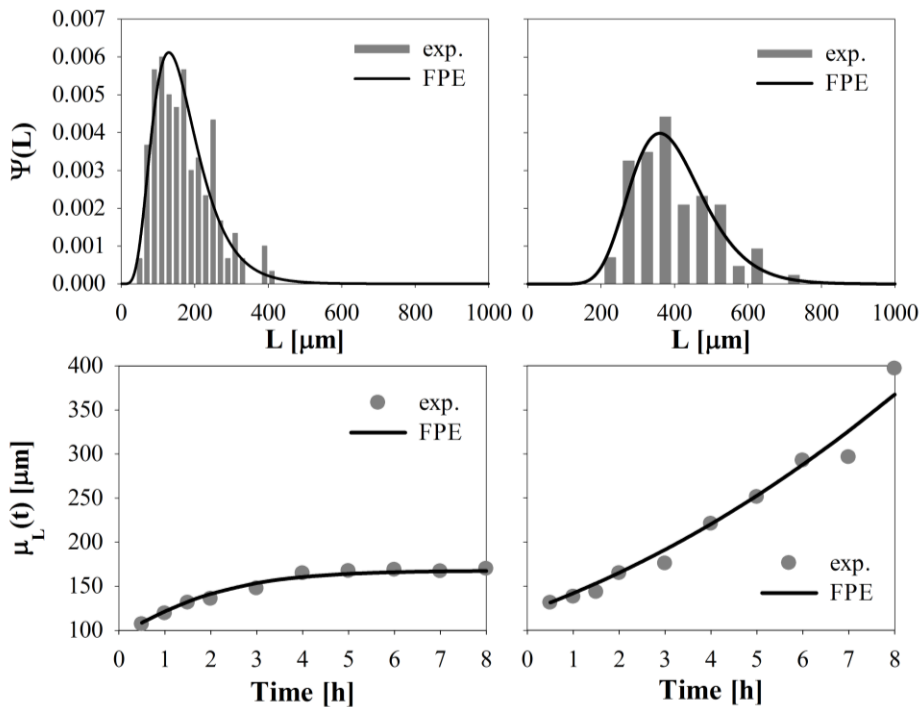 0.007
0.006
0.005
0.004
0.003
0.002
0.001
0.000
Ψ(L)
exp.
FPE
0 200 400 600 800 1000
L [μm]
exp.
FPE
0 200 400 600 800 1000
L [μm]
400
350
300
250
200
150
100
μL(t) [μm]
exp.
FPE
0 1 2 3 4 5 6 7 8
Time [h]
exp.
FPE
0 1 2 3 4 5 6 7 8
Time [h]